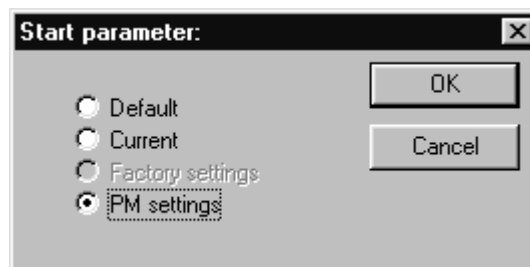 Start parameter:
OK
Default
Current
Cancel
Factory settings
PM settings